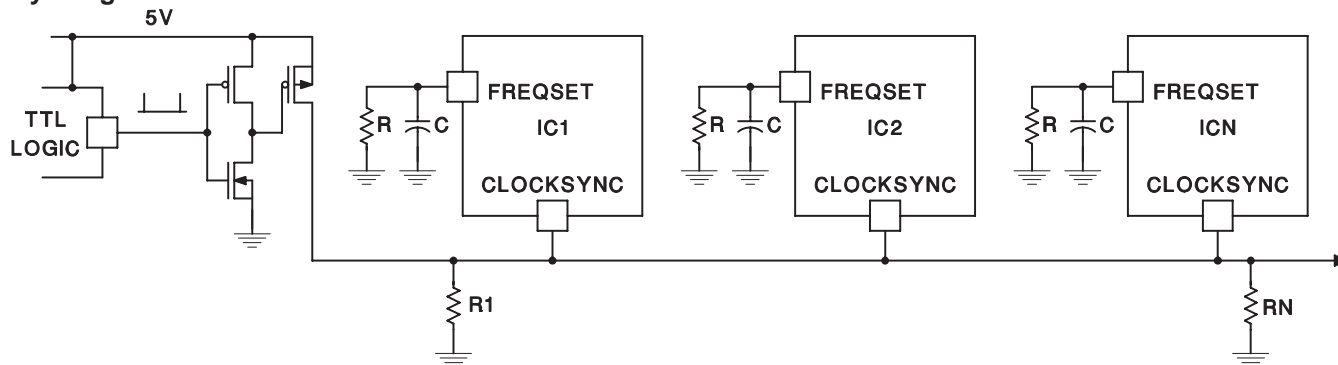 5V
TTL
LOGIC
R
C
FREQSET
IC1
CLOCKSYNC
R
C
FREQSET
IC2
CLOCKSYNC
R
C
FREQSET
ICN
CLOCKSYNC
R1
RN